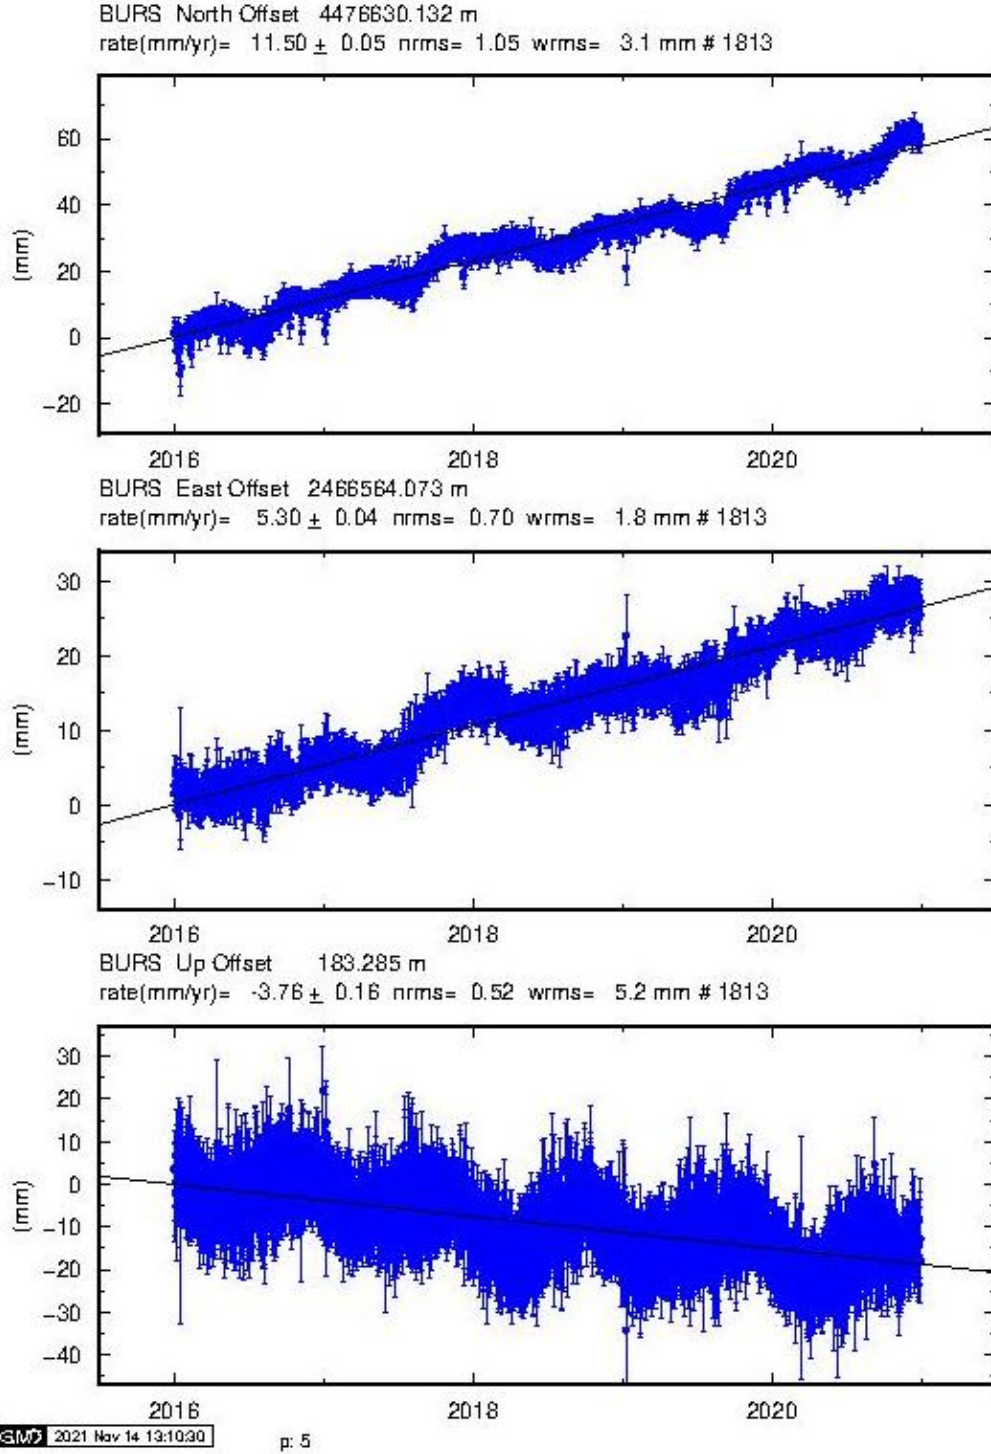 BURS North Offset 4476630.132 m
rate(mm/yr)= 11.50 ± 0.05 nrms= 1.05 wrms= 3.1 mm # 1813
60
40
20
0
−20
(mm)
2016 2018 2020
BURS East Offset 2466564.073 m
rate(mm/yr)= 5.30 ± 0.04 nrms= 0.70 wrms= 1.8 mm # 1813
30
20
10
0
−10
(mm)
2016 2018 2020
BURS Up Offset 183.285 m
rate(mm/yr)= -3.76 ± 0.16 nrms= 0.52 wrms= 5.2 mm # 1813
30
20
10
0
−10
−20
−30
−40
(mm)
2016 2018 2020
GMT 2021 Nov 14 13:10:30
p: 5